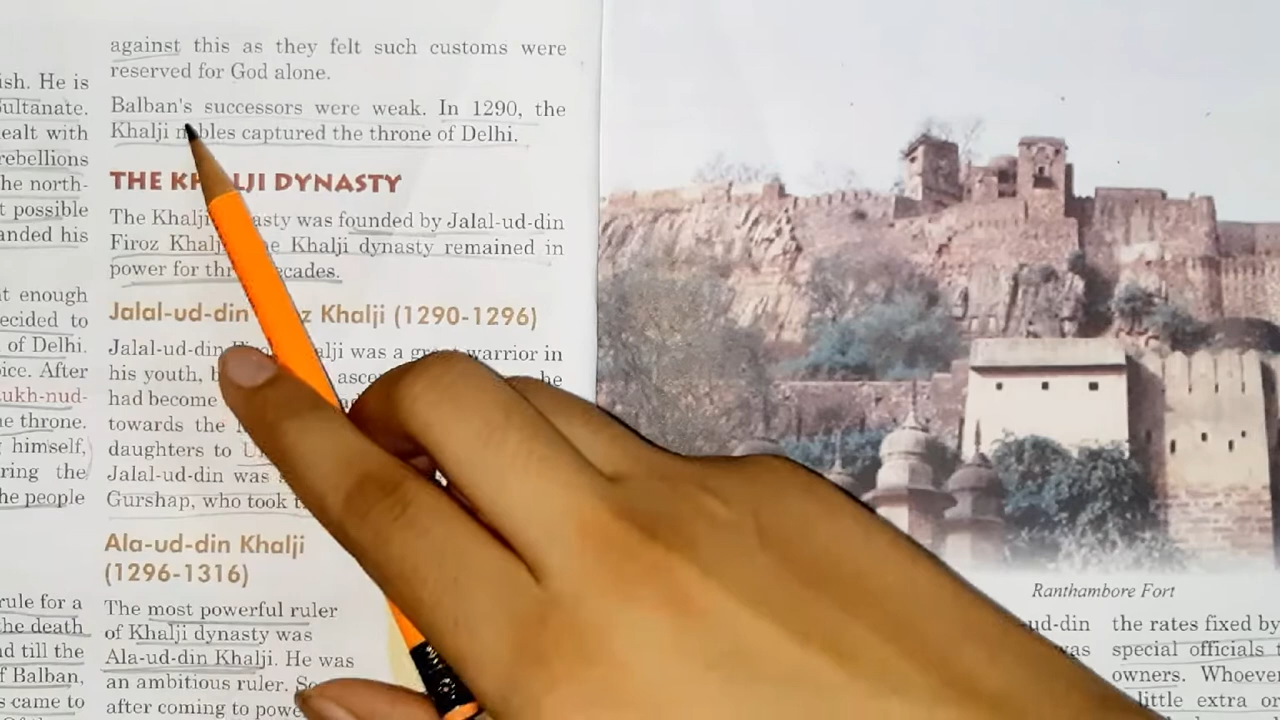 ish. He is
Sultanate.
ealt with
rebellions
he north-
t possible
anded his
t enough
ecided to
of Delhi.
ice. After
ukh-nud-
he throne.
himself,
ring the
he people
rule for a
he death
d till the
f Balban,
s came to
against this as they felt such customs were
reserved for God alone.
Balban's successors were weak. In 1290, the
Khalji nobles captured the throne of Delhi.
THE KHALJI DYNASTY
The Khalji dynasty was founded by Jalal-ud-din
Firoz Khalji. The Khalji dynasty remained in
power for three decades.
Jalal-ud-din Firoz Khalji (1290-1296)
Jalal-ud-din Firoz Khalji was a great warrior in
his youth,
had become
towards the
daughters to
Jalal-ud-din was
Gurshap, who took
Ala-ud-din Khalji
(1296-1316)
The most powerful ruler
of Khalji dynasty was
Ala-ud-din Khalji. He was
an ambitious ruler.
after coming to
Ranthambore Fort
ud-din
was
the rates fixed by
special officials
owners. Whoever
little extra or